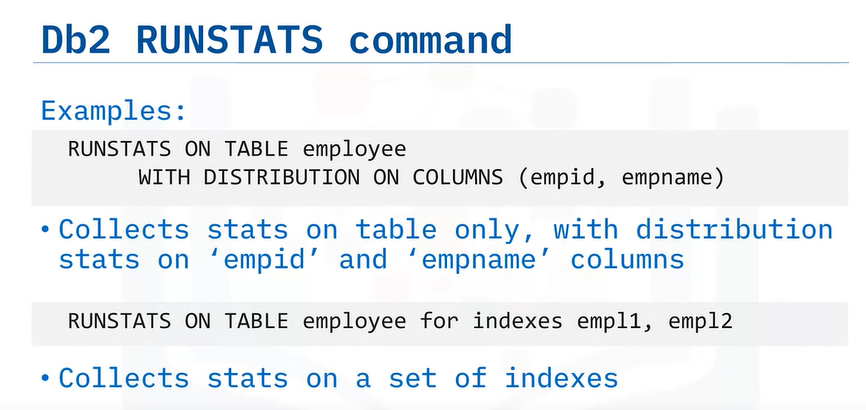 Db2 RUNSTATS command
Examples:
RUNSTATS ON TABLE employee
WITH DISTRIBUTION ON COLUMNS (empid, empname)
• Collects stats on table only, with distribution
stats on ‘empid’ and ‘empname’ columns
RUNSTATS ON TABLE employee for indexes empl1, empl2
• Collects stats on a set of indexes